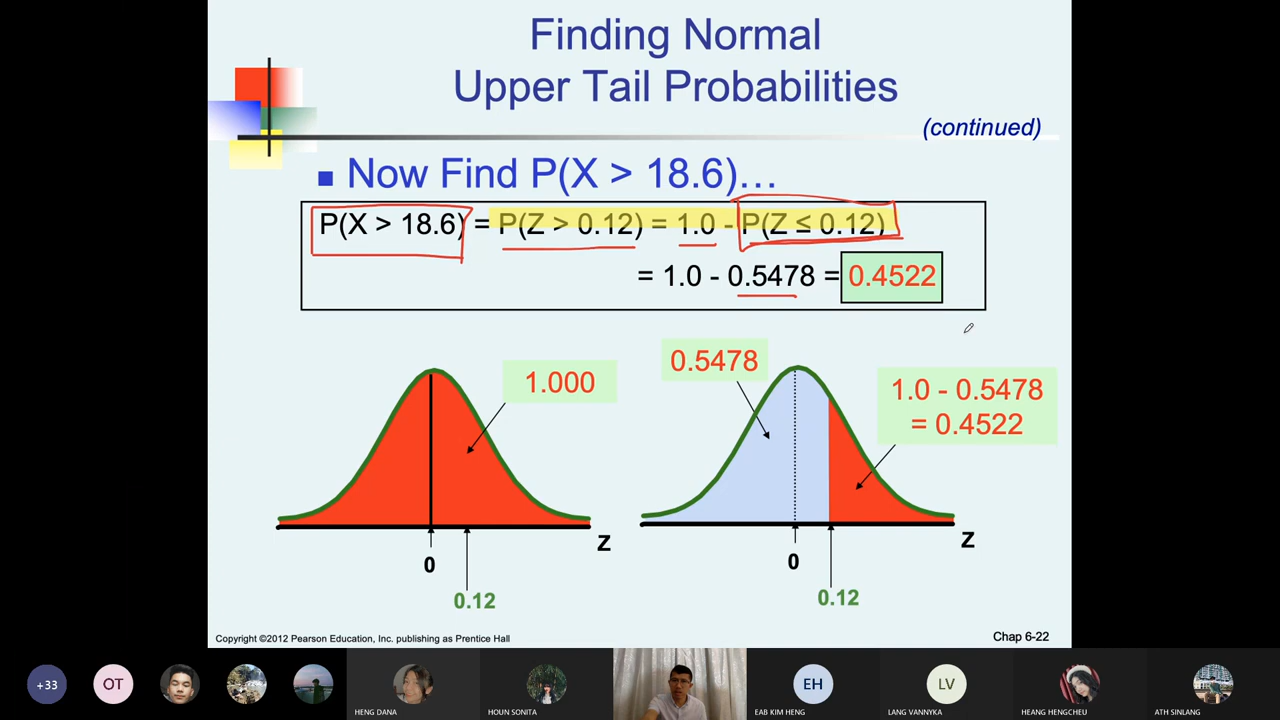 Finding Normal
Upper Tail Probabilities
(continued)
Now Find P(X > 18.6)…
P(X > 18.6) = P(Z > 0.12) = 1.0 - P(Z ≤ 0.12)
= 1.0 - 0.5478 = 0.4522
1.000
0.5478
1.0 - 0.5478
= 0.4522
Z
0
0.12
Z
0
0.12
Copyright ©2012 Pearson Education, Inc. publishing as Prentice Hall
Chap 6-22
+33
OT
EH
LV
HENG DANA
HOUN SONITA
EAB KIM HENG
LANG VANNYKA
HEANG HENGCHEU
ATH SINLANG